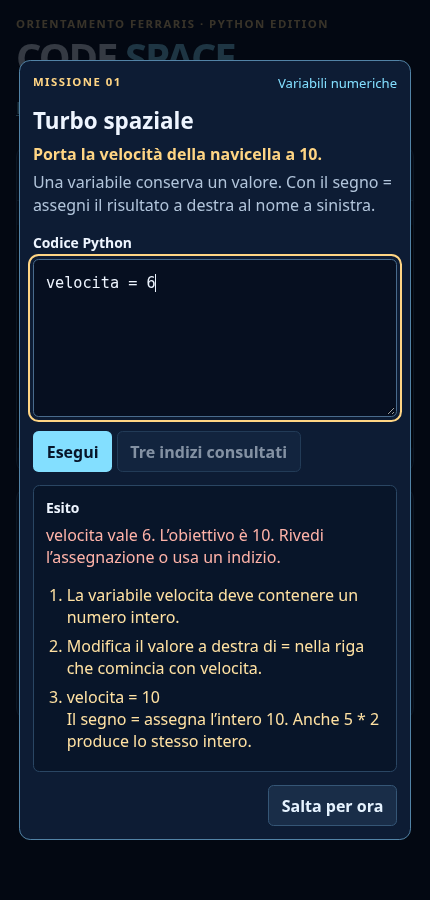 ORIENTAMENTO FERRARIS · PYTHON EDITION
CODE SPACE
MISSIONE 01
Variabili numeriche
Turbo spaziale
Porta la velocità della navicella a 10.
Una variabile conserva un valore. Con il segno =
assegni il risultato a destra al nome a sinistra.
Codice Python
velocita = 6
Esegui
Tre indizi consultati
Esito
velocita vale 6. L’obiettivo è 10. Rivedi
l’assegnazione o usa un indizio.
1. La variabile velocita deve contenere un
numero intero.
2. Modifica il valore a destra di = nella riga
che comincia con velocita.
3. velocita = 10
Il segno = assegna l’intero 10. Anche 5 * 2
produce lo stesso intero.
Salta per ora